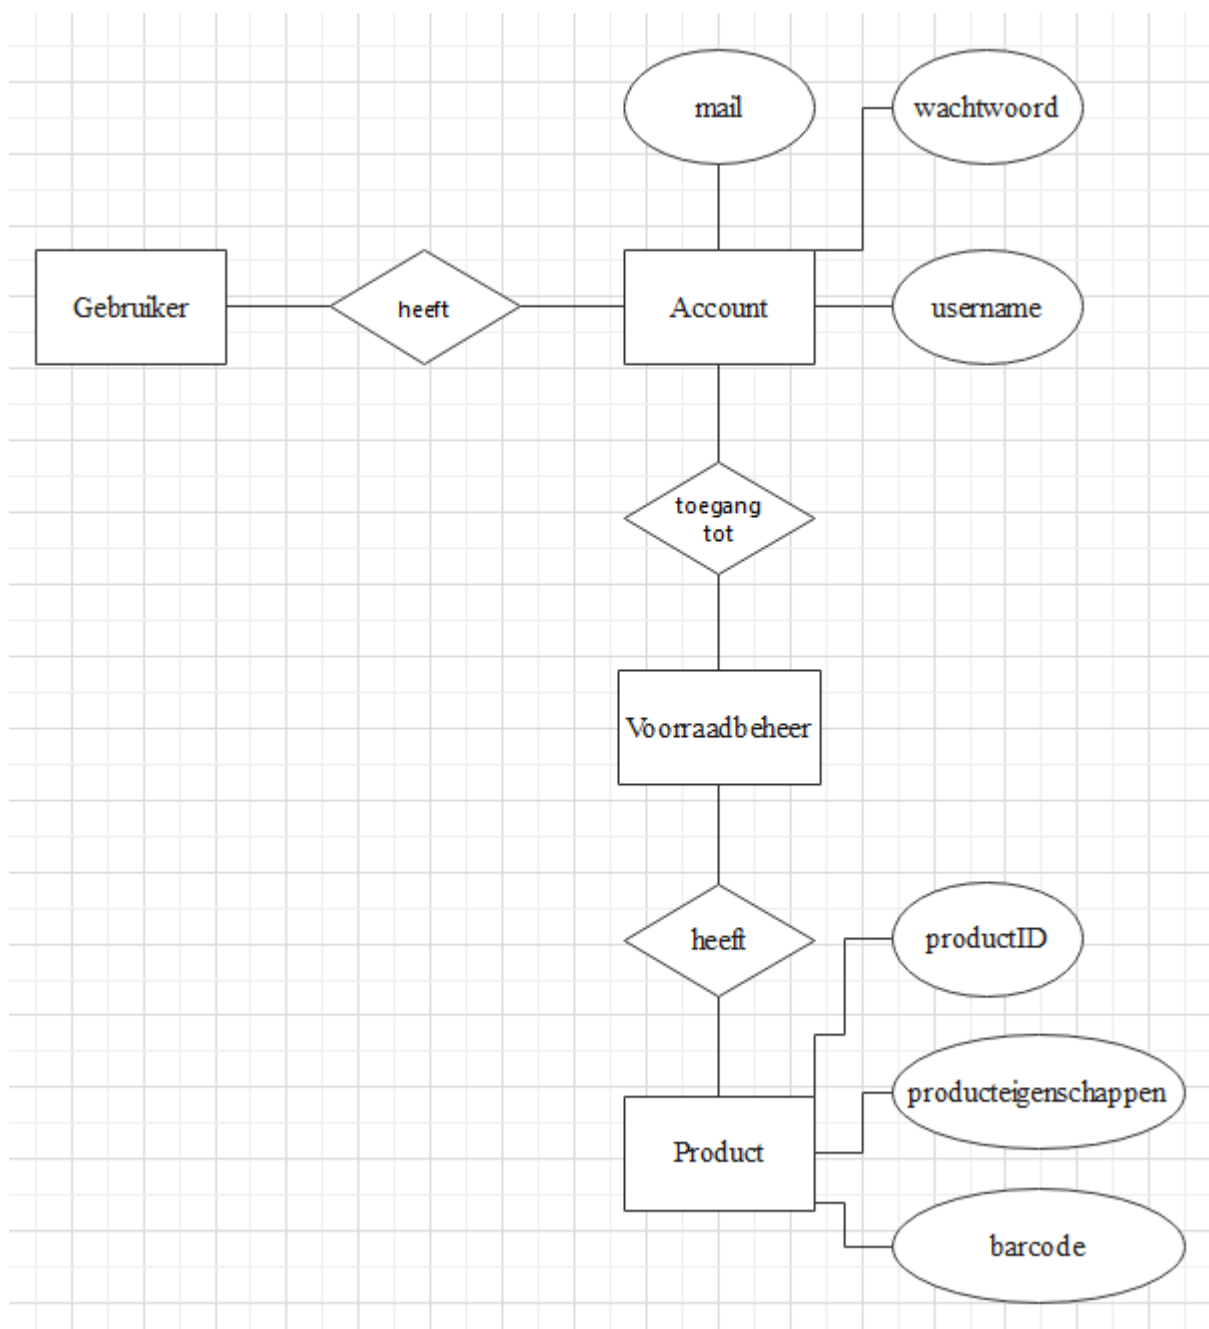 mail
wachtwoord
Gebruiker
heeft
Account
username
toegang
tot
Voorraadbeheer
heeft
productID
producteigenschappen
Product
barcode